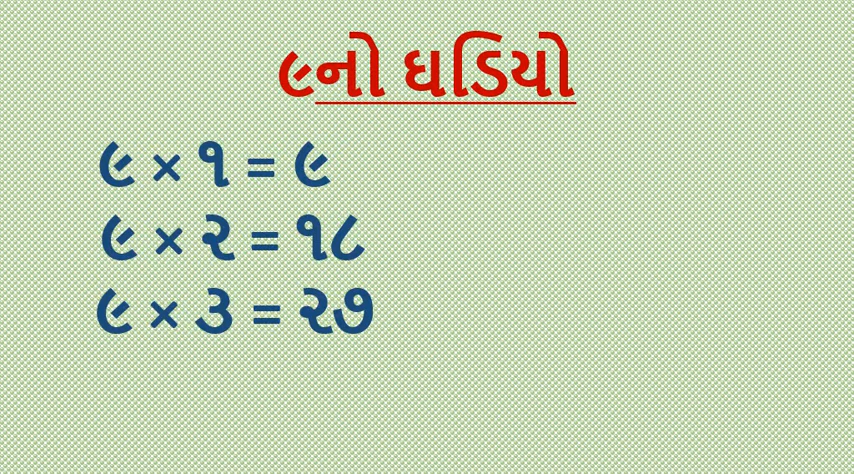 ૯નો ઘડિયો
૯ × ૧ = ૯
૯ × ૨ = ૧૮
૯ × ૩ = ૨૭